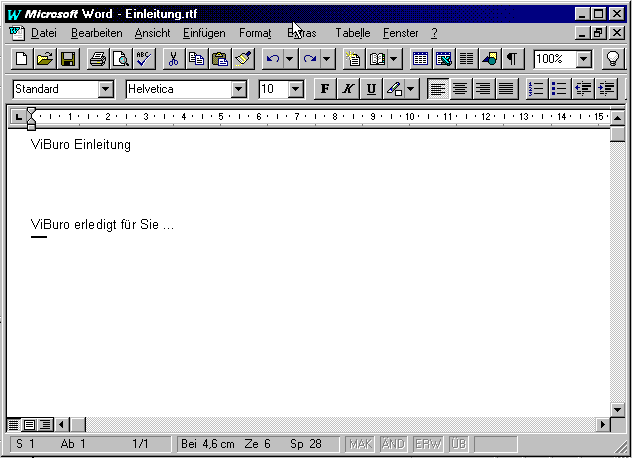 Microsoft Word - Einleitung.rtf
Datei Bearbeiten Ansicht Einfügen Format Extras Tabelle Fenster ?
ABC 100% ¶
Standard Helvetica 10 F K U
1 2 3 4 5 6 7 8 9 10 11 12 13 14 15
ViBuro Einleitung
ViBuro erledigt für Sie ...
S 1 Ab 1 1/1 Bei 4,6 cm Ze 6 Sp 28 MAK ÄND ERW ÜB